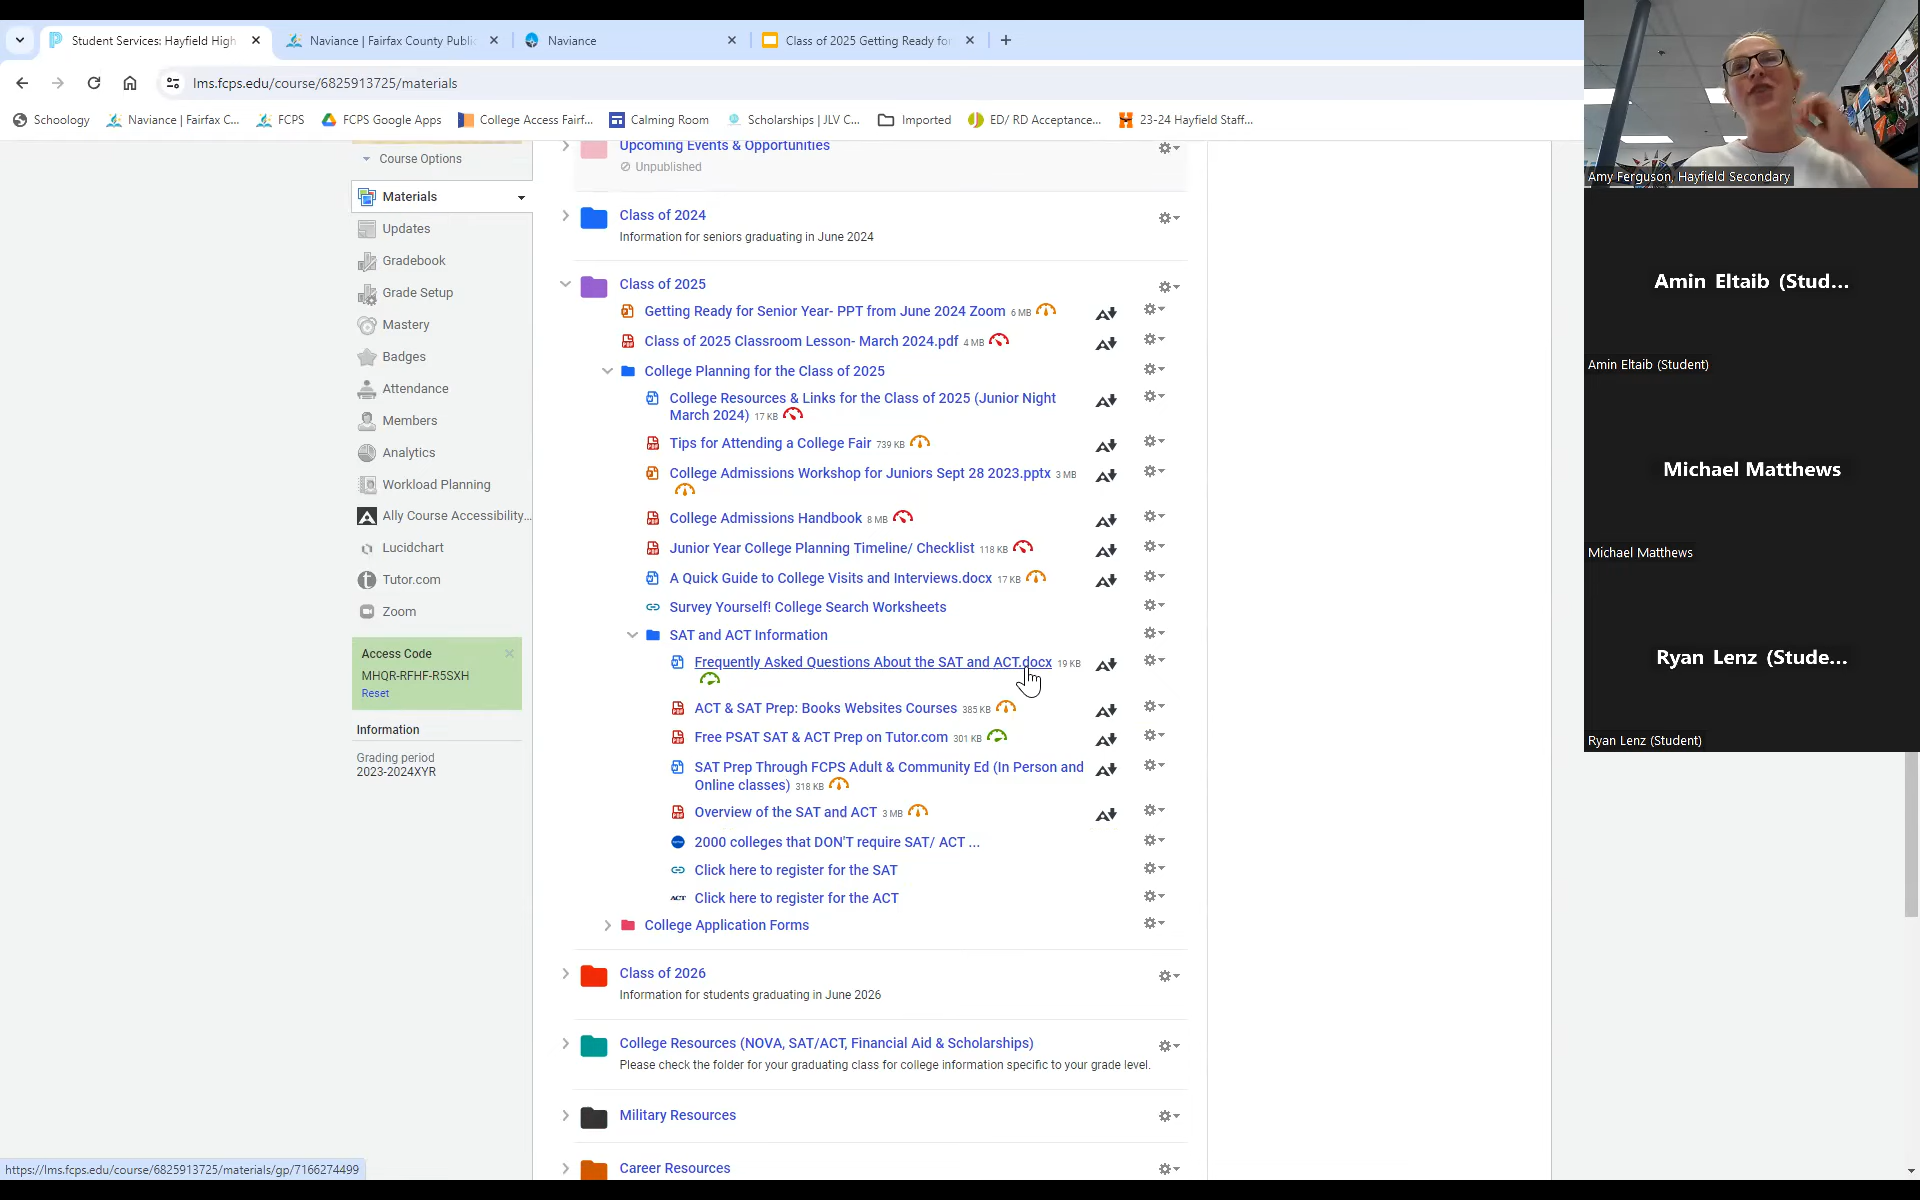 Student Services: Hayfield High
Naviance | Fairfax County Public
Naviance
Class of 2025 Getting Ready for
lms.fcps.edu/course/6825913725/materials
Schoology
Naviance | Fairfax C...
FCPS
FCPS Google Apps
College Access Fairf...
Calming Room
Scholarships | JLV C...
Imported
ED/ RD Acceptance...
23-24 Hayfield Staff...
Course Options
Materials
Updates
Gradebook
Grade Setup
Mastery
Badges
Attendance
Members
Analytics
Workload Planning
Ally Course Accessibility...
Lucidchart
Tutor.com
Zoom
Access Code
MHQR-RFHF-R5SXH
Reset
Information
Grading period
2023-2024XYR
Upcoming Events & Opportunities
Unpublished
Class of 2024
Information for seniors graduating in June 2024
Class of 2025
Getting Ready for Senior Year- PPT from June 2024 Zoom 6 MB
Class of 2025 Classroom Lesson- March 2024.pdf 4 MB
College Planning for the Class of 2025
College Resources & Links for the Class of 2025 (Junior Night
March 2024) 17 KB
Tips for Attending a College Fair 739 KB
College Admissions Workshop for Juniors Sept 28 2023.pptx 3 MB
College Admissions Handbook 8 MB
Junior Year College Planning Timeline/ Checklist 118 KB
A Quick Guide to College Visits and Interviews.docx 17 KB
Survey Yourself! College Search Worksheets
SAT and ACT Information
Frequently Asked Questions About the SAT and ACT.docx 19 KB
ACT & SAT Prep: Books Websites Courses 385 KB
Free PSAT SAT & ACT Prep on Tutor.com 301 KB
SAT Prep Through FCPS Adult & Community Ed (In Person and
Online classes) 318 KB
Overview of the SAT and ACT 3 MB
2000 colleges that DON'T require SAT/ ACT ...
Click here to register for the SAT
ACT Click here to register for the ACT
College Application Forms
Class of 2026
Information for students graduating in June 2026
College Resources (NOVA, SAT/ACT, Financial Aid & Scholarships)
Please check the folder for your graduating class for college information specific to your grade level.
Military Resources
Career Resources
https://lms.fcps.edu/course/6825913725/materials/gp/7166274499
Amy Ferguson, Hayfield Secondary
Amin Eltaib (Stud...
Amin Eltaib (Student)
Michael Matthews
Michael Matthews
Ryan Lenz (Stude...
Ryan Lenz (Student)